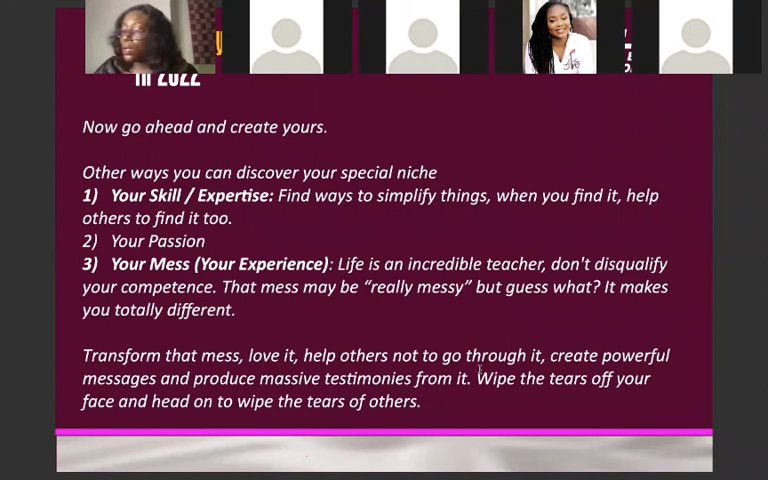 in 2022
Now go ahead and create yours.
Other ways you can discover your special niche
1) Your Skill / Expertise: Find ways to simplify things, when you find it, help
others to find it too.
2) Your Passion
3) Your Mess (Your Experience): Life is an incredible teacher, don't disqualify
your competence. That mess may be “really messy” but guess what? It makes
you totally different.
Transform that mess, love it, help others not to go through it, create powerful
messages and produce massive testimonies from it. Wipe the tears off your
face and head on to wipe the tears of others.